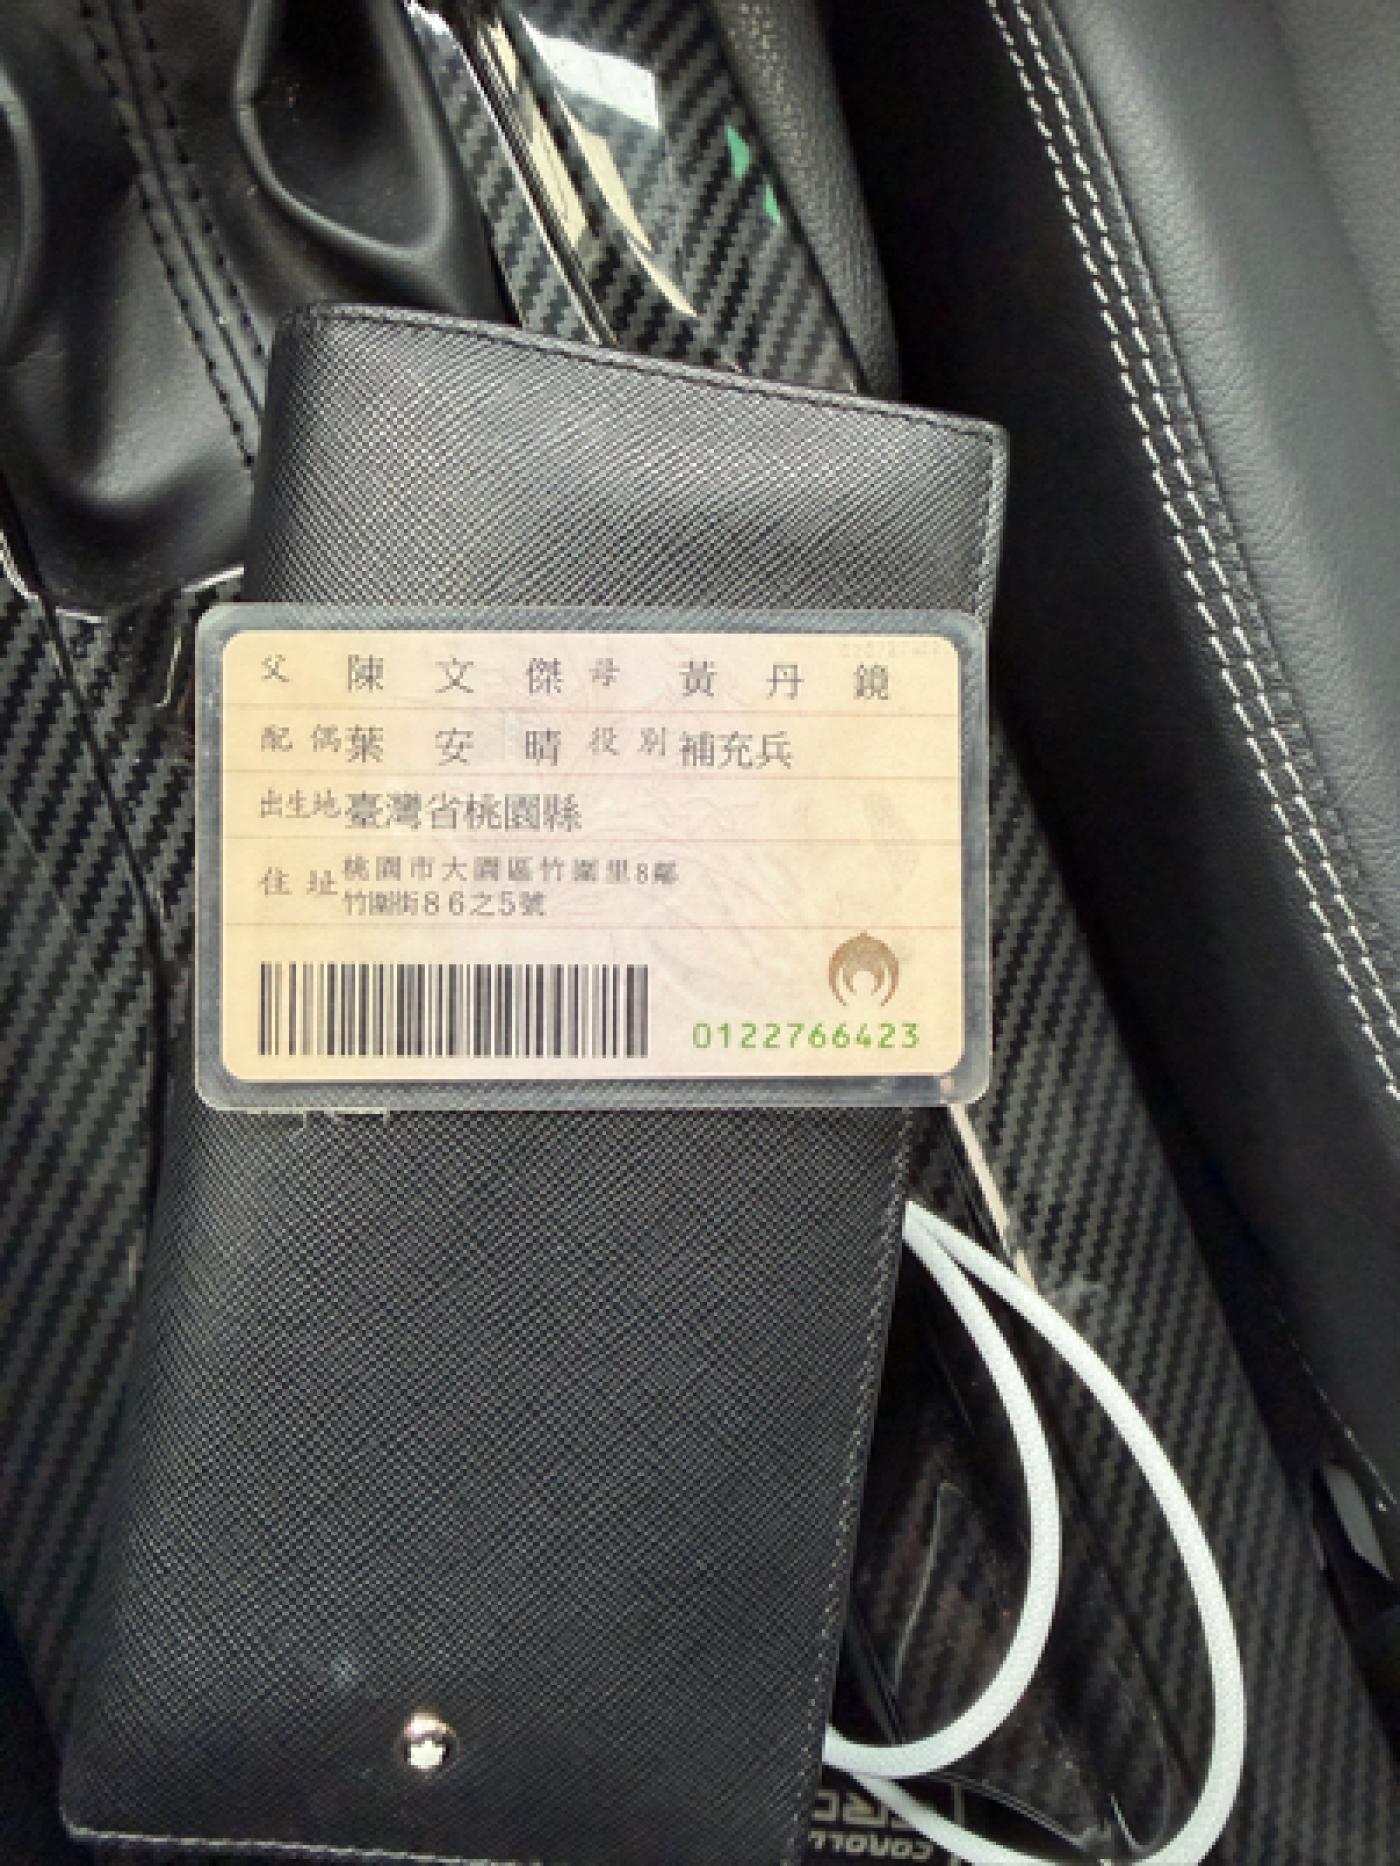 父 陳文傑 母 黃丹鏡
配偶 葉安晴 役別 補充兵
出生地 臺灣省桃園縣
住址 桃園市大園區竹圍里8鄰
竹圍街86之5號
0122766423
COROLLA